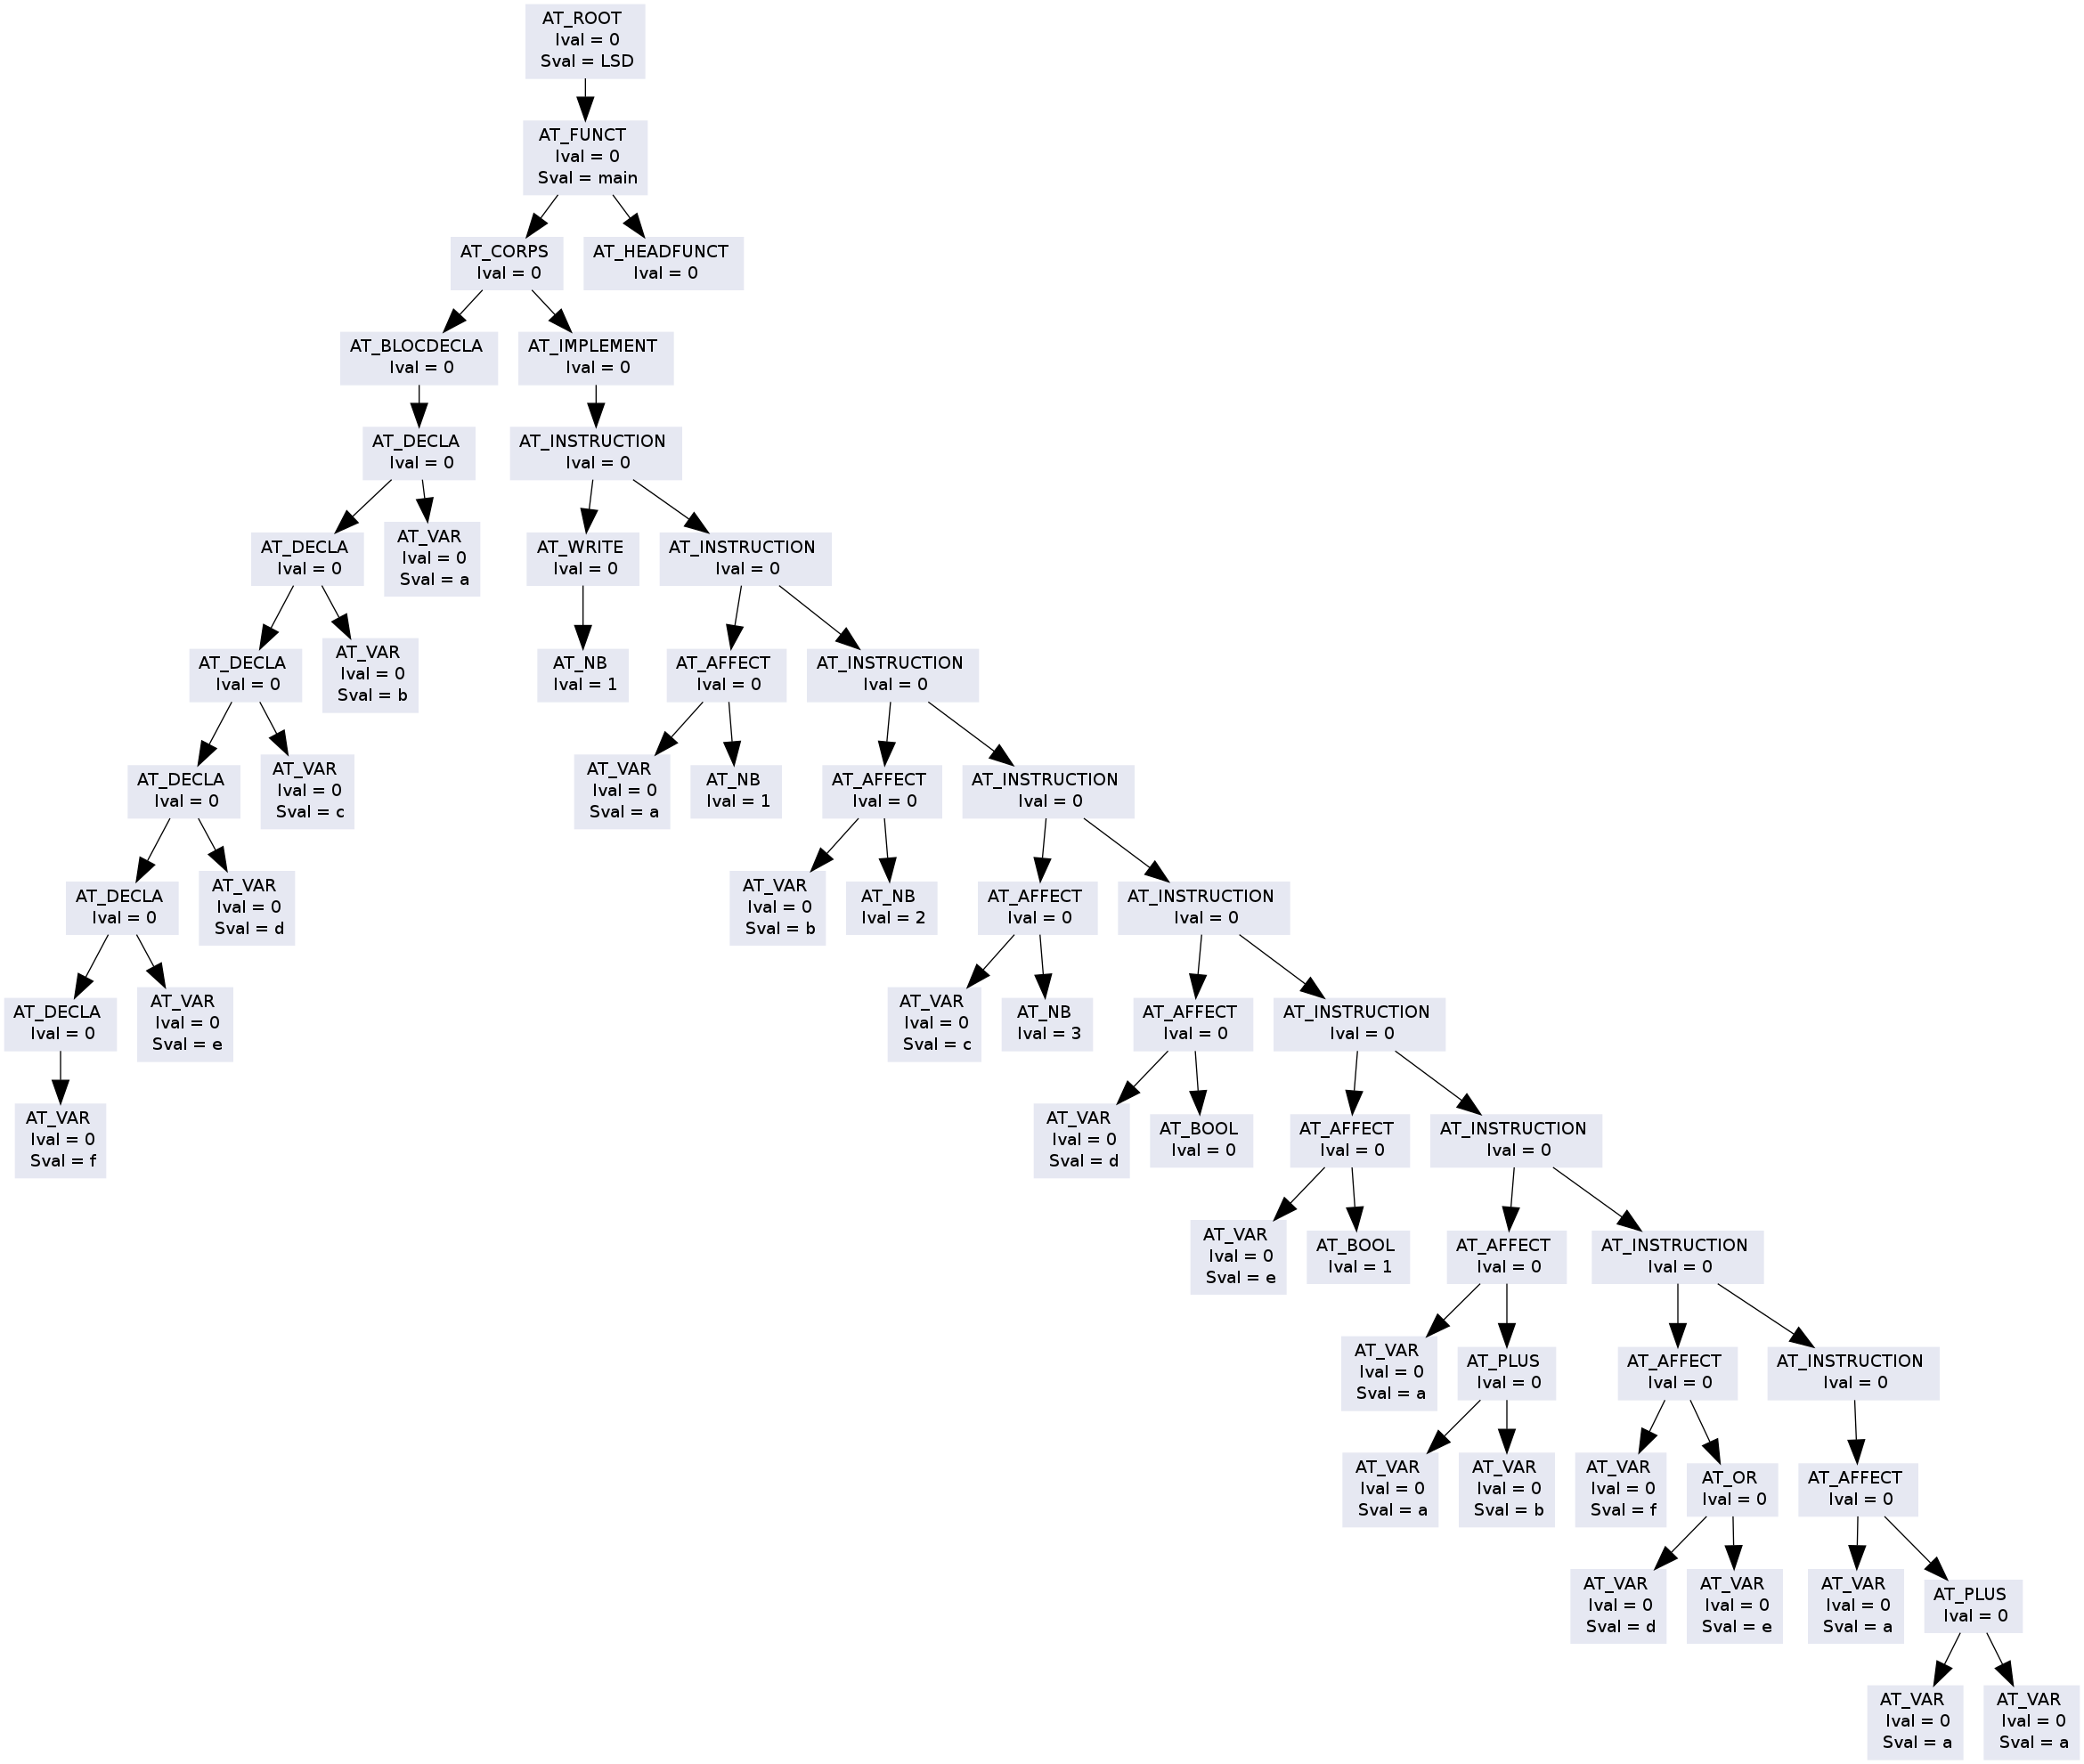 AT_ROOT
Ival = 0
Sval = LSD
AT_FUNCT
Ival = 0
Sval = main
AT_CORPS
Ival = 0
AT_HEADFUNCT
Ival = 0
AT_BLOCDECLA
Ival = 0
AT_IMPLEMENT
Ival = 0
AT_DECLA
Ival = 0
AT_INSTRUCTION
Ival = 0
AT_DECLA
Ival = 0
AT_VAR
Ival = 0
Sval = a
AT_WRITE
Ival = 0
AT_INSTRUCTION
Ival = 0
AT_DECLA
Ival = 0
AT_VAR
Ival = 0
Sval = b
AT_NB
Ival = 1
AT_AFFECT
Ival = 0
AT_INSTRUCTION
Ival = 0
AT_DECLA
Ival = 0
AT_VAR
Ival = 0
Sval = c
AT_VAR
Ival = 0
Sval = a
AT_NB
Ival = 1
AT_AFFECT
Ival = 0
AT_INSTRUCTION
Ival = 0
AT_DECLA
Ival = 0
AT_VAR
Ival = 0
Sval = d
AT_VAR
Ival = 0
Sval = b
AT_NB
Ival = 2
AT_AFFECT
Ival = 0
AT_INSTRUCTION
Ival = 0
AT_DECLA
Ival = 0
AT_VAR
Ival = 0
Sval = e
AT_VAR
Ival = 0
Sval = c
AT_NB
Ival = 3
AT_AFFECT
Ival = 0
AT_INSTRUCTION
Ival = 0
AT_VAR
Ival = 0
Sval = f
AT_VAR
Ival = 0
Sval = d
AT_BOOL
Ival = 0
AT_AFFECT
Ival = 0
AT_INSTRUCTION
Ival = 0
AT_VAR
Ival = 0
Sval = e
AT_BOOL
Ival = 1
AT_AFFECT
Ival = 0
AT_INSTRUCTION
Ival = 0
AT_VAR
Ival = 0
Sval = a
AT_PLUS
Ival = 0
AT_AFFECT
Ival = 0
AT_INSTRUCTION
Ival = 0
AT_VAR
Ival = 0
Sval = a
AT_VAR
Ival = 0
Sval = b
AT_VAR
Ival = 0
Sval = f
AT_OR
Ival = 0
AT_AFFECT
Ival = 0
AT_VAR
Ival = 0
Sval = d
AT_VAR
Ival = 0
Sval = e
AT_VAR
Ival = 0
Sval = a
AT_PLUS
Ival = 0
AT_VAR
Ival = 0
Sval = a
AT_VAR
Ival = 0
Sval = a